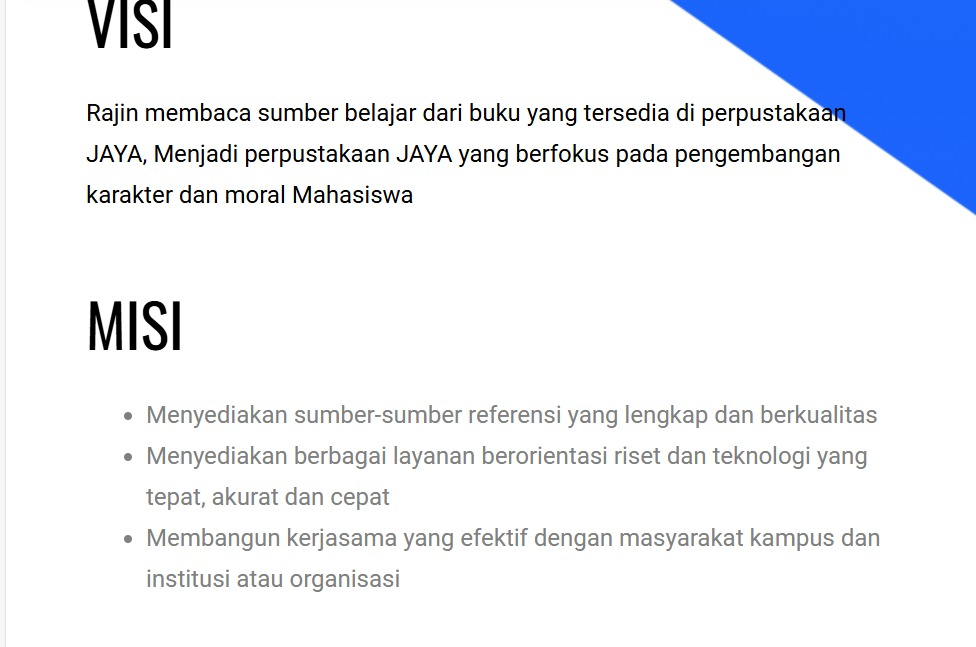 VISI
Rajin membaca sumber belajar dari buku yang tersedia di perpustakaan
JAYA, Menjadi perpustakaan JAYA yang berfokus pada pengembangan
karakter dan moral Mahasiswa
MISI
• Menyediakan sumber-sumber referensi yang lengkap dan berkualitas
• Menyediakan berbagai layanan berorientasi riset dan teknologi yang
tepat, akurat dan cepat
• Membangun kerjasama yang efektif dengan masyarakat kampus dan
institusi atau organisasi